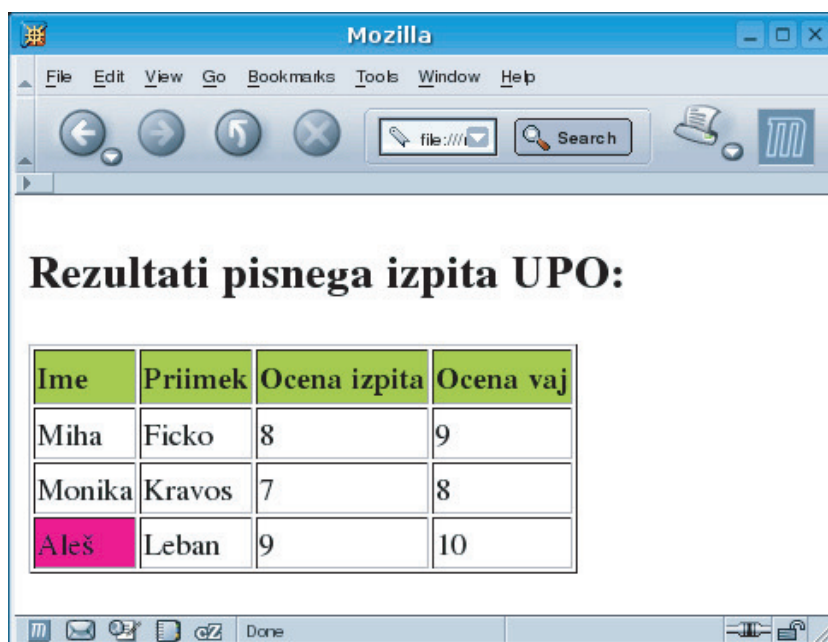 Mozilla
File Edit View Go Bookmarks Tools Window Help
file:/// Search
Rezultati pisnega izpita UPO:
Ime Priimek Ocena izpita Ocena vaj
Miha Ficko 8 9
Monika Kravos 7 8
Aleš Leban 9 10
Done